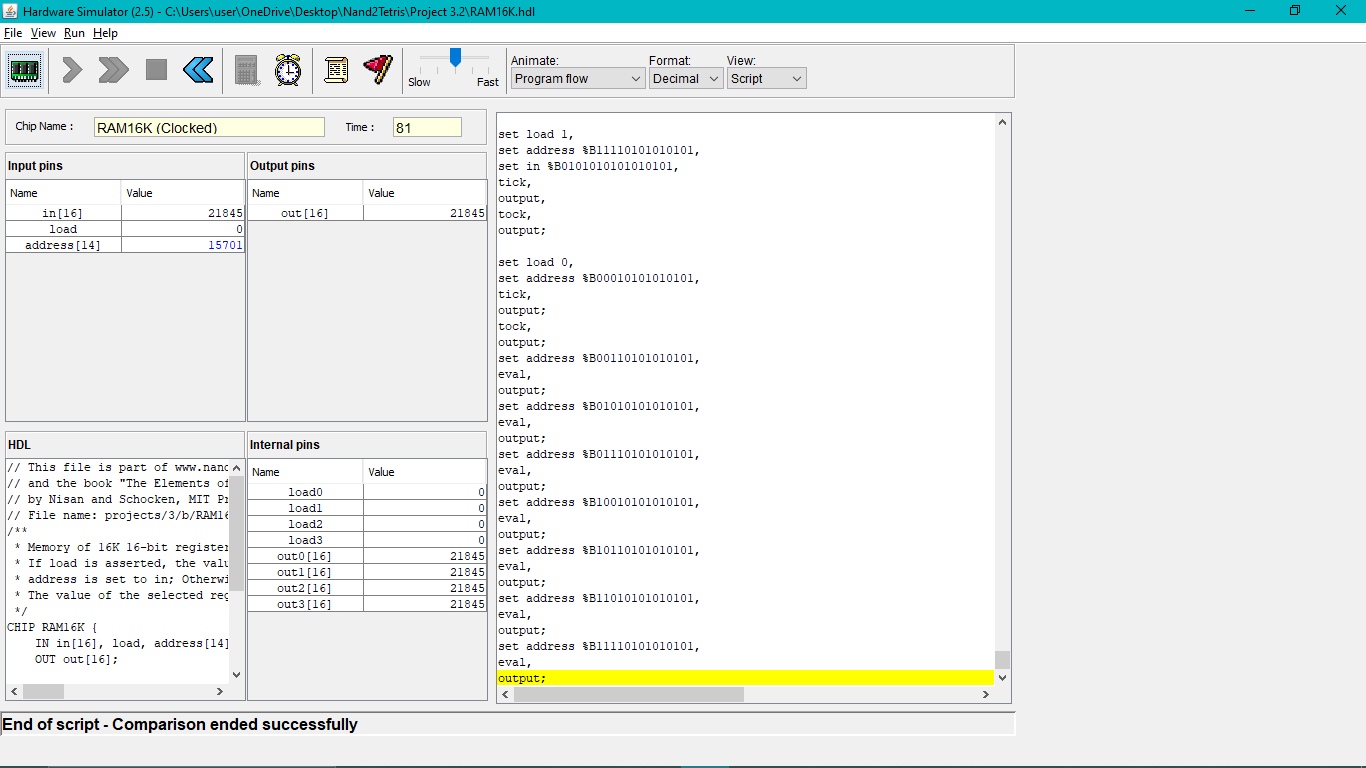 Hardware Simulator (2.5) - C:\Users\user\OneDrive\Desktop\Nand2Tetris\Project 3.2\RAM16K.hdl
File View Run Help
Slow Fast
Animate: Format: View:
Program flow Decimal Script
Chip Name : RAM16K (Clocked) Time : 81
Input pins
Name Value
in[16] 21845
load 0
address[14] 15701
Output pins
Name Value
out[16] 21845
HDL
// This file is part of www.nand
// and the book "The Elements of
// by Nisan and Schocken, MIT Pr
// File name: projects/3/b/RAM16
/**
* Memory of 16K 16-bit register
* If load is asserted, the valu
* address is set to in; Otherwi
* The value of the selected reg
*/
CHIP RAM16K {
IN in[16], load, address[14]
OUT out[16];
Internal pins
Name Value
load0 0
load1 0
load2 0
load3 0
out0[16] 21845
out1[16] 21845
out2[16] 21845
out3[16] 21845
set load 1,
set address %B11110101010101,
set in %B0101010101010101,
tick,
output,
tock,
output;
set load 0,
set address %B00010101010101,
tick,
output;
tock,
output;
set address %B00110101010101,
eval,
output;
set address %B01010101010101,
eval,
output;
set address %B01110101010101,
eval,
output;
set address %B10010101010101,
eval,
output;
set address %B10110101010101,
eval,
output;
set address %B11010101010101,
eval,
output;
set address %B11110101010101,
eval,
output;
End of script - Comparison ended successfully